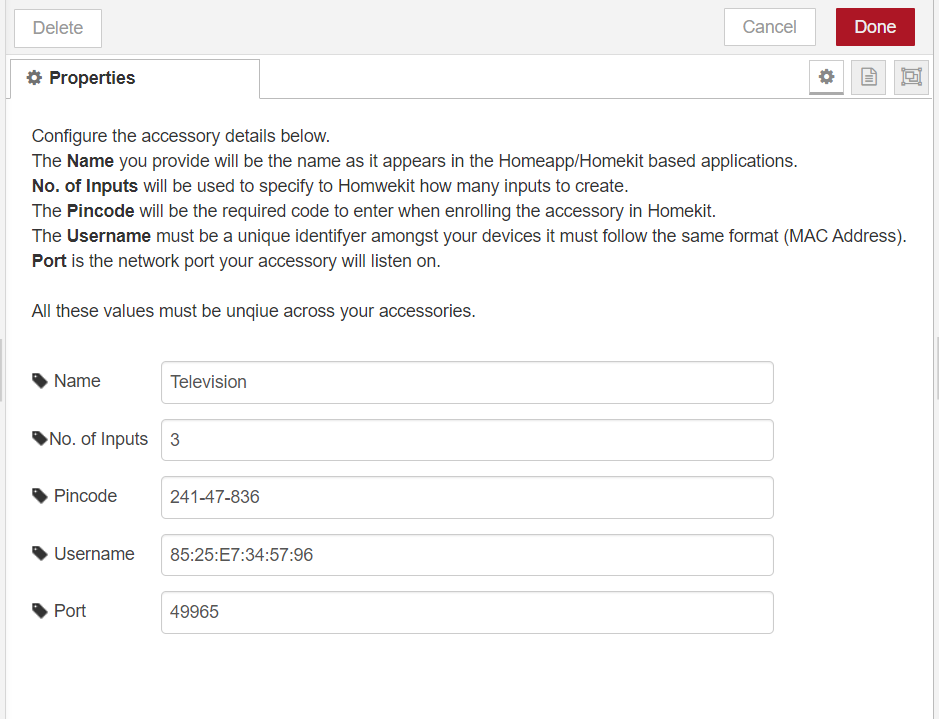 Delete
Cancel
Done
Properties
Configure the accessory details below.
The Name you provide will be the name as it appears in the Homeapp/Homekit based applications.
No. of Inputs will be used to specify to Homwekit how many inputs to create.
The Pincode will be the required code to enter when enrolling the accessory in Homekit.
The Username must be a unique identifyer amongst your devices it must follow the same format (MAC Address).
Port is the network port your accessory will listen on.
All these values must be unqiue across your accessories.
Name Television
No. of Inputs 3
Pincode 241-47-836
Username 85:25:E7:34:57:96
Port 49965